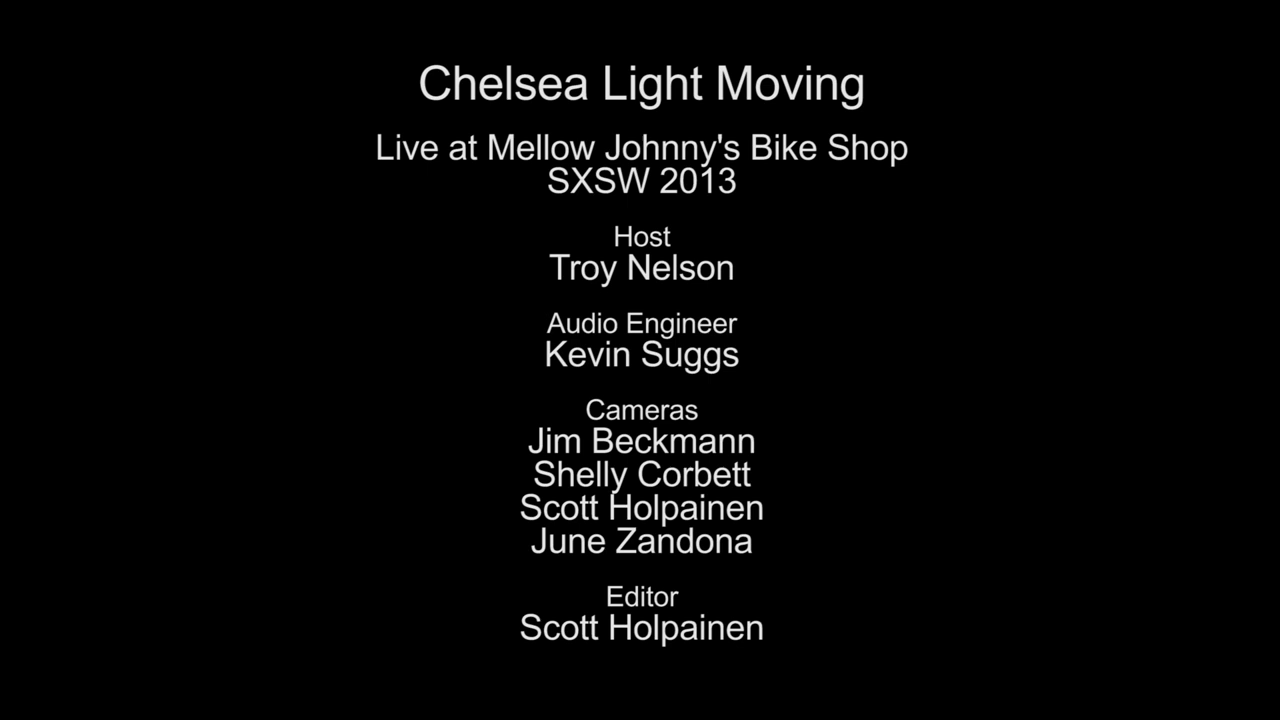 Chelsea Light Moving
Live at Mellow Johnny's Bike Shop
SXSW 2013
Host
Troy Nelson
Audio Engineer
Kevin Suggs
Cameras
Jim Beckmann
Shelly Corbett
Scott Holpainen
June Zandona
Editor
Scott Holpainen